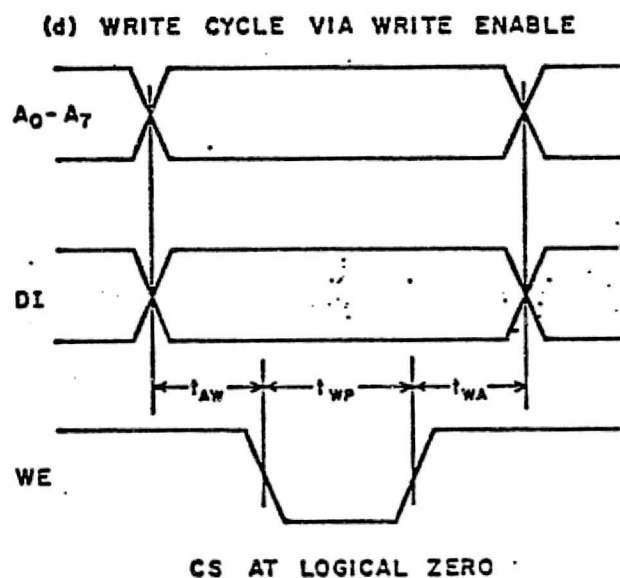 (d) WRITE CYCLE VIA WRITE ENABLE
A0-A7
DI
tAW tWP tWA
WE
CS AT LOGICAL ZERO